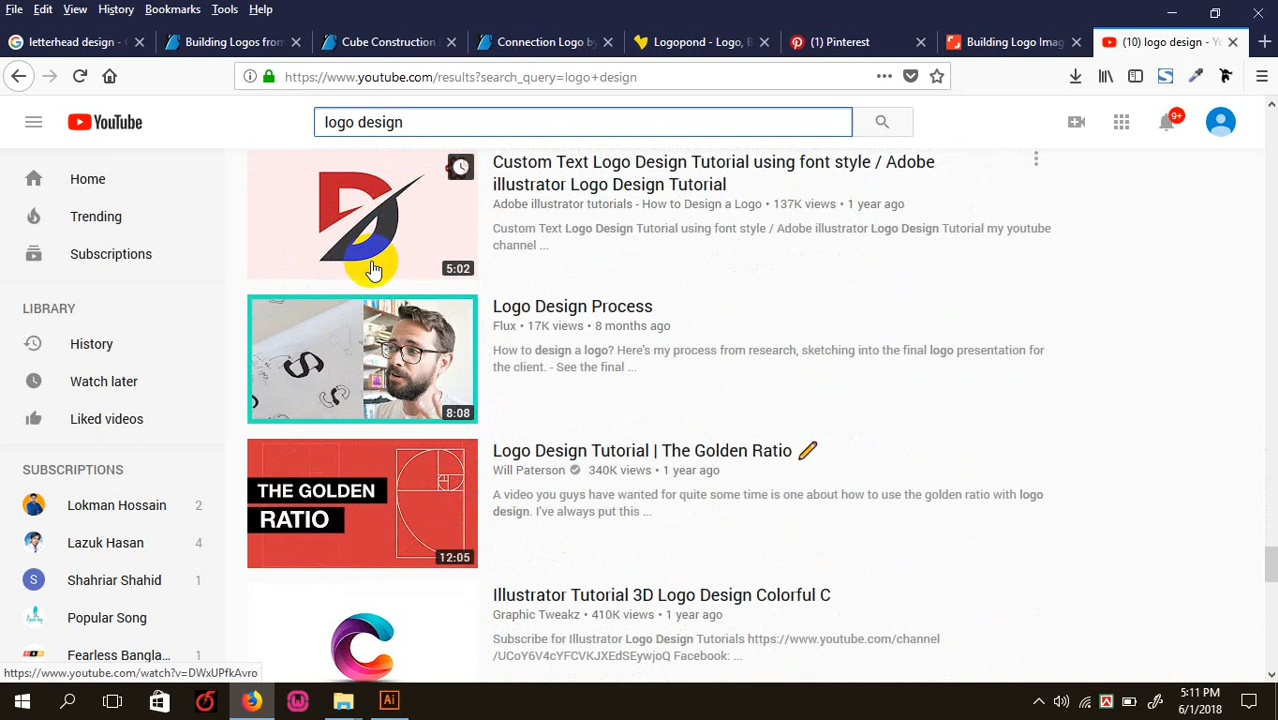 File Edit View History Bookmarks Tools Help
letterhead design -
Building Logos from
Cube Construction
Connection Logo by
Logopond - Logo, B
(1) Pinterest
Building Logo Imag
(10) logo design - Yo
https://www.youtube.com/results?search_query=logo+design
YouTube
logo design
9+
Home
Trending
Subscriptions
LIBRARY
History
Watch later
Liked videos
SUBSCRIPTIONS
Lokman Hossain 2
Lazuk Hasan 4
S Shahriar Shahid 1
Popular Song
Fearless Bangla...
D
5:02
Custom Text Logo Design Tutorial using font style / Adobe
illustrator Logo Design Tutorial
Adobe illustrator tutorials - How to Design a Logo • 137K views • 1 year ago
Custom Text Logo Design Tutorial using font style / Adobe illustrator Logo Design Tutorial my youtube
channel ...
8:08
Logo Design Process
Flux • 17K views • 8 months ago
How to design a logo? Here's my process from research, sketching into the final logo presentation for
the client. - See the final ...
THE GOLDEN
RATIO
12:05
Logo Design Tutorial | The Golden Ratio ✏️
Will Paterson 340K views • 1 year ago
A video you guys have wanted for quite some time is one about how to use the golden ratio with logo
design. I've always put this ...
Illustrator Tutorial 3D Logo Design Colorful C
Graphic Tweakz • 410K views • 1 year ago
Subscribe for Illustrator Logo Design Tutorials https://www.youtube.com/channel
/UCoY6V4cYFCVKJXEdSEywjoQ Facebook: ...
https://www.youtube.com/watch?v=DWxUPfkAvro
Ai
5:11 PM
6/1/2018